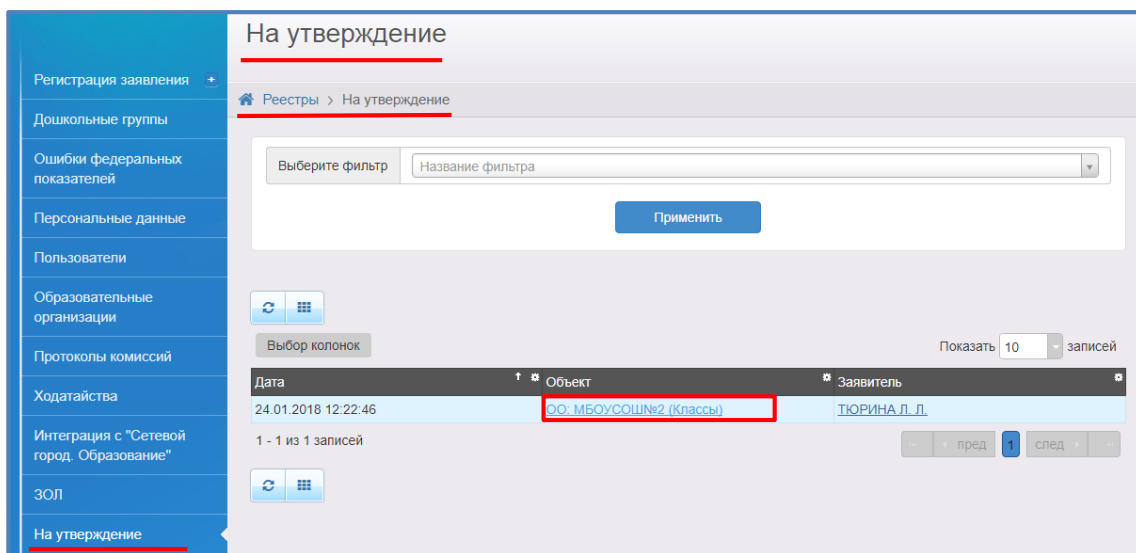 На утверждение
Регистрация заявления
Дошкольные группы
Ошибки федеральных
показателей
Персональные данные
Пользователи
Образовательные
организации
Протоколы комиссий
Ходатайства
Интеграция с "Сетевой
город. Образование"
ЗОЛ
На утверждение
Реестры > На утверждение
Выберите фильтр Название фильтра
Применить
Выбор колонок Показать 10 записей
Дата Объект Заявитель
24.01.2018 12:22:46 ОО: МБОУСОШ№2 (Классы) ТЮРИНА Л. Л.
1 - 1 из 1 записей пред 1 след